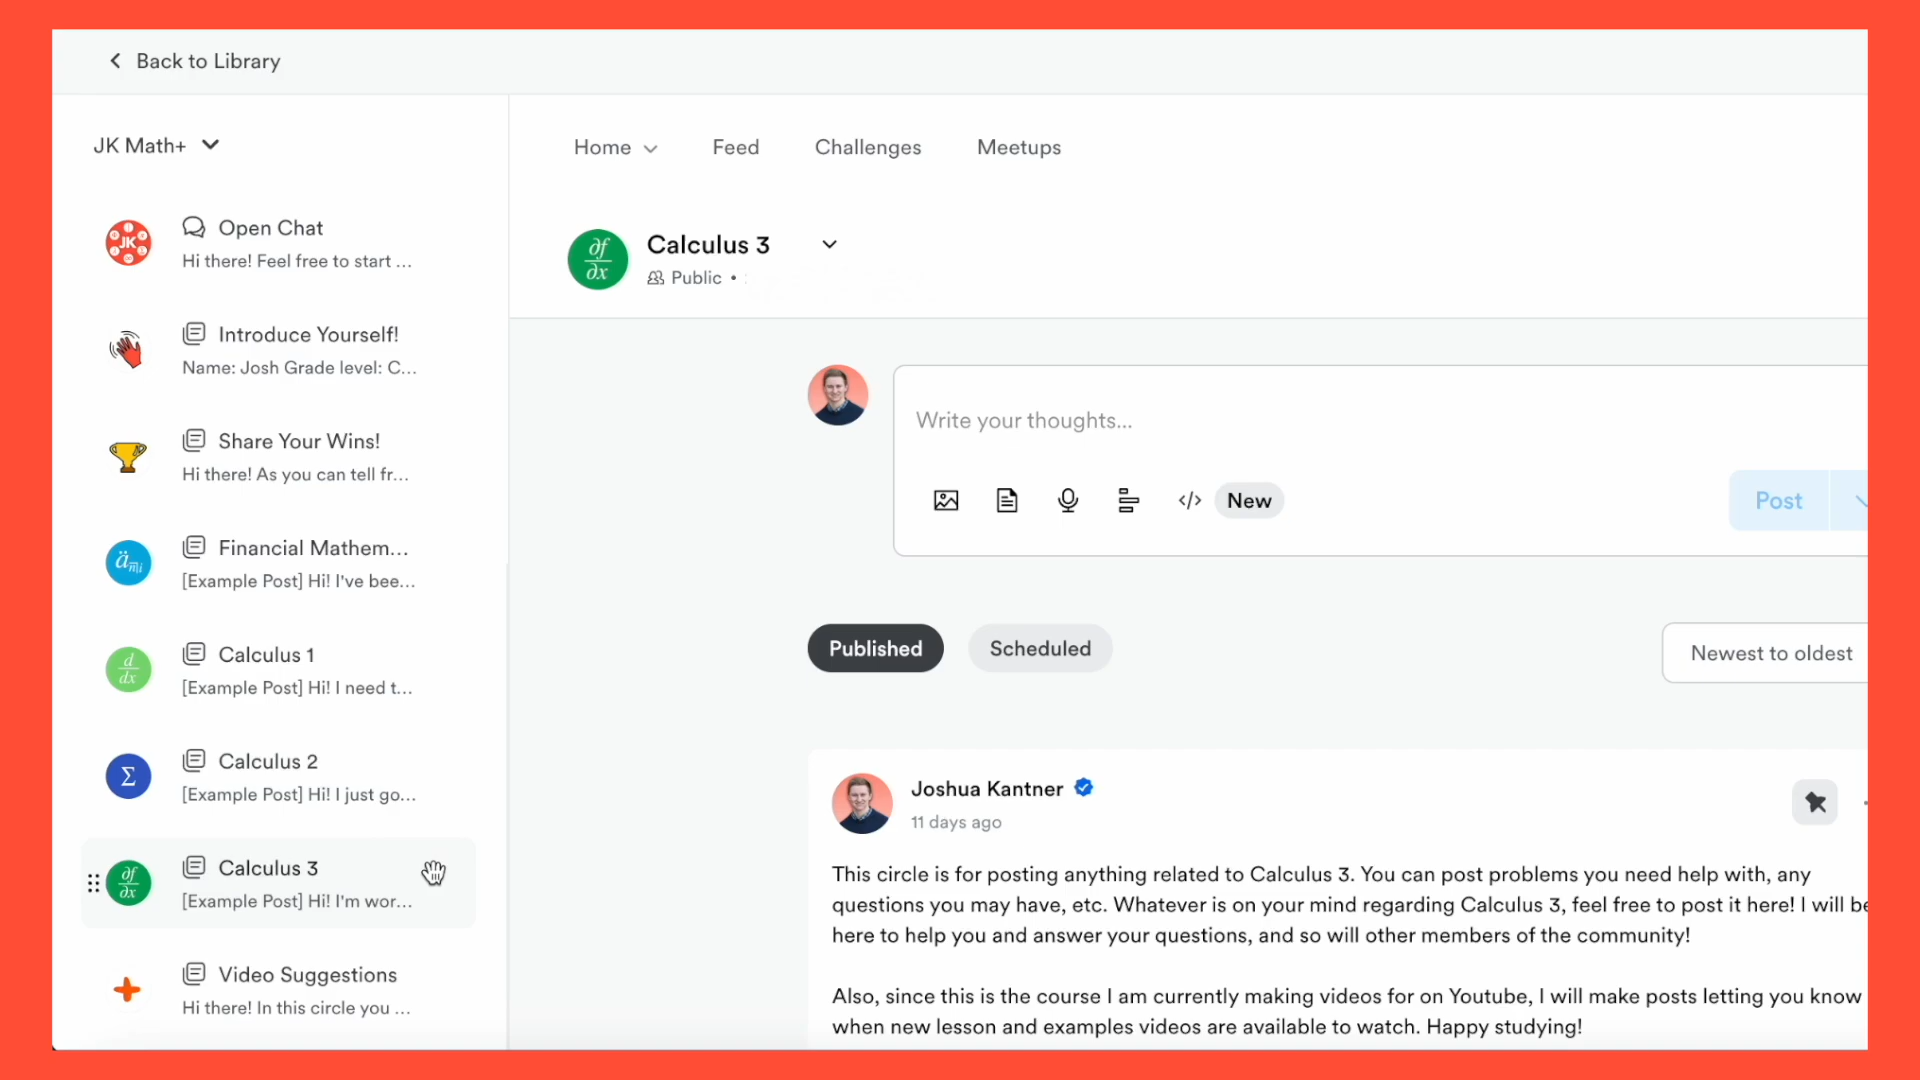 Back to Library
JK Math+
Home
Feed
Challenges
Meetups
JK
Open Chat
Hi there! Feel free to start ...
Introduce Yourself!
Name: Josh Grade level: C...
Share Your Wins!
Hi there! As you can tell fr...
Financial Mathem...
[Example Post] Hi! I've bee...
d/dx
Calculus 1
[Example Post] Hi! I need t...
Σ
Calculus 2
[Example Post] Hi! I just go...
∂f/∂x
Calculus 3
[Example Post] Hi! I'm wor...
Video Suggestions
Hi there! In this circle you ...
∂f/∂x
Calculus 3
Public •
Write your thoughts...
</> New
Post
Published
Scheduled
Newest to oldest
Joshua Kantner
11 days ago
This circle is for posting anything related to Calculus 3. You can post problems you need help with, any
questions you may have, etc. Whatever is on your mind regarding Calculus 3, feel free to post it here! I will be
here to help you and answer your questions, and so will other members of the community!
Also, since this is the course I am currently making videos for on Youtube, I will make posts letting you know
when new lesson and examples videos are available to watch. Happy studying!